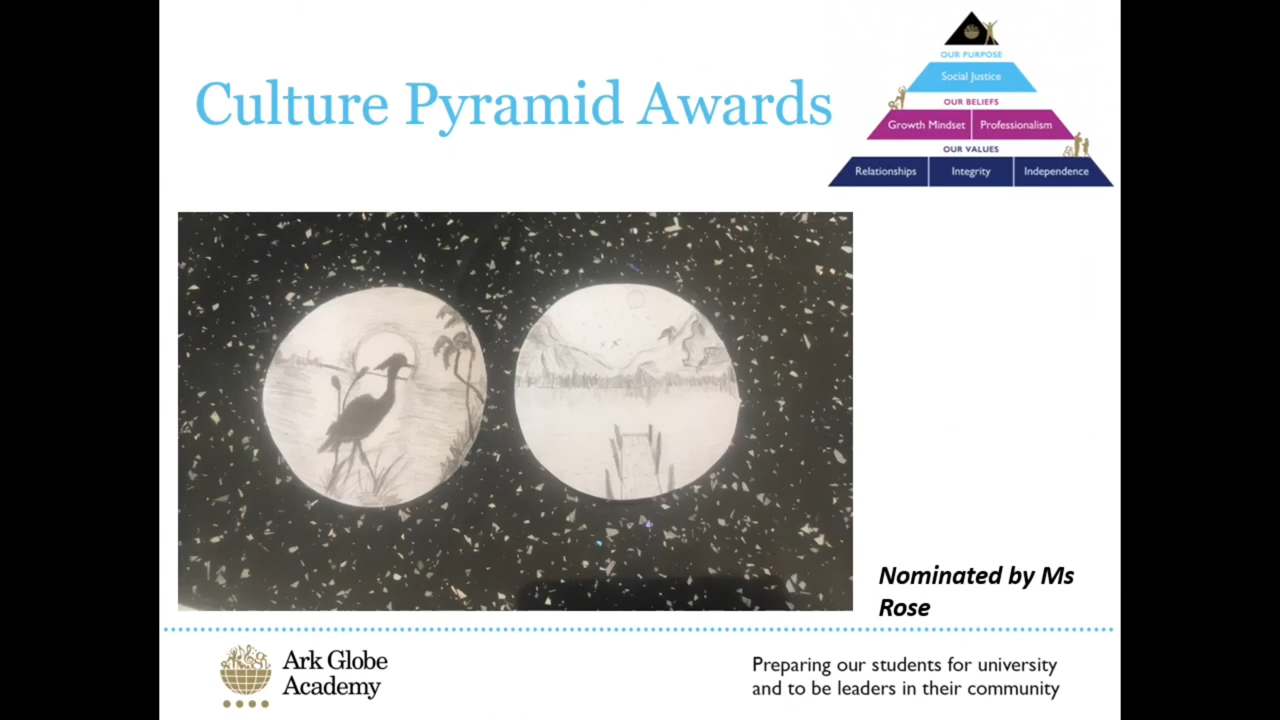 Culture Pyramid Awards
OUR PURPOSE
Social Justice
OUR BELIEFS
Growth Mindset Professionalism
OUR VALUES
Relationships Integrity Independence
Nominated by Ms
Rose
Ark Globe
Academy
Preparing our students for university
and to be leaders in their community